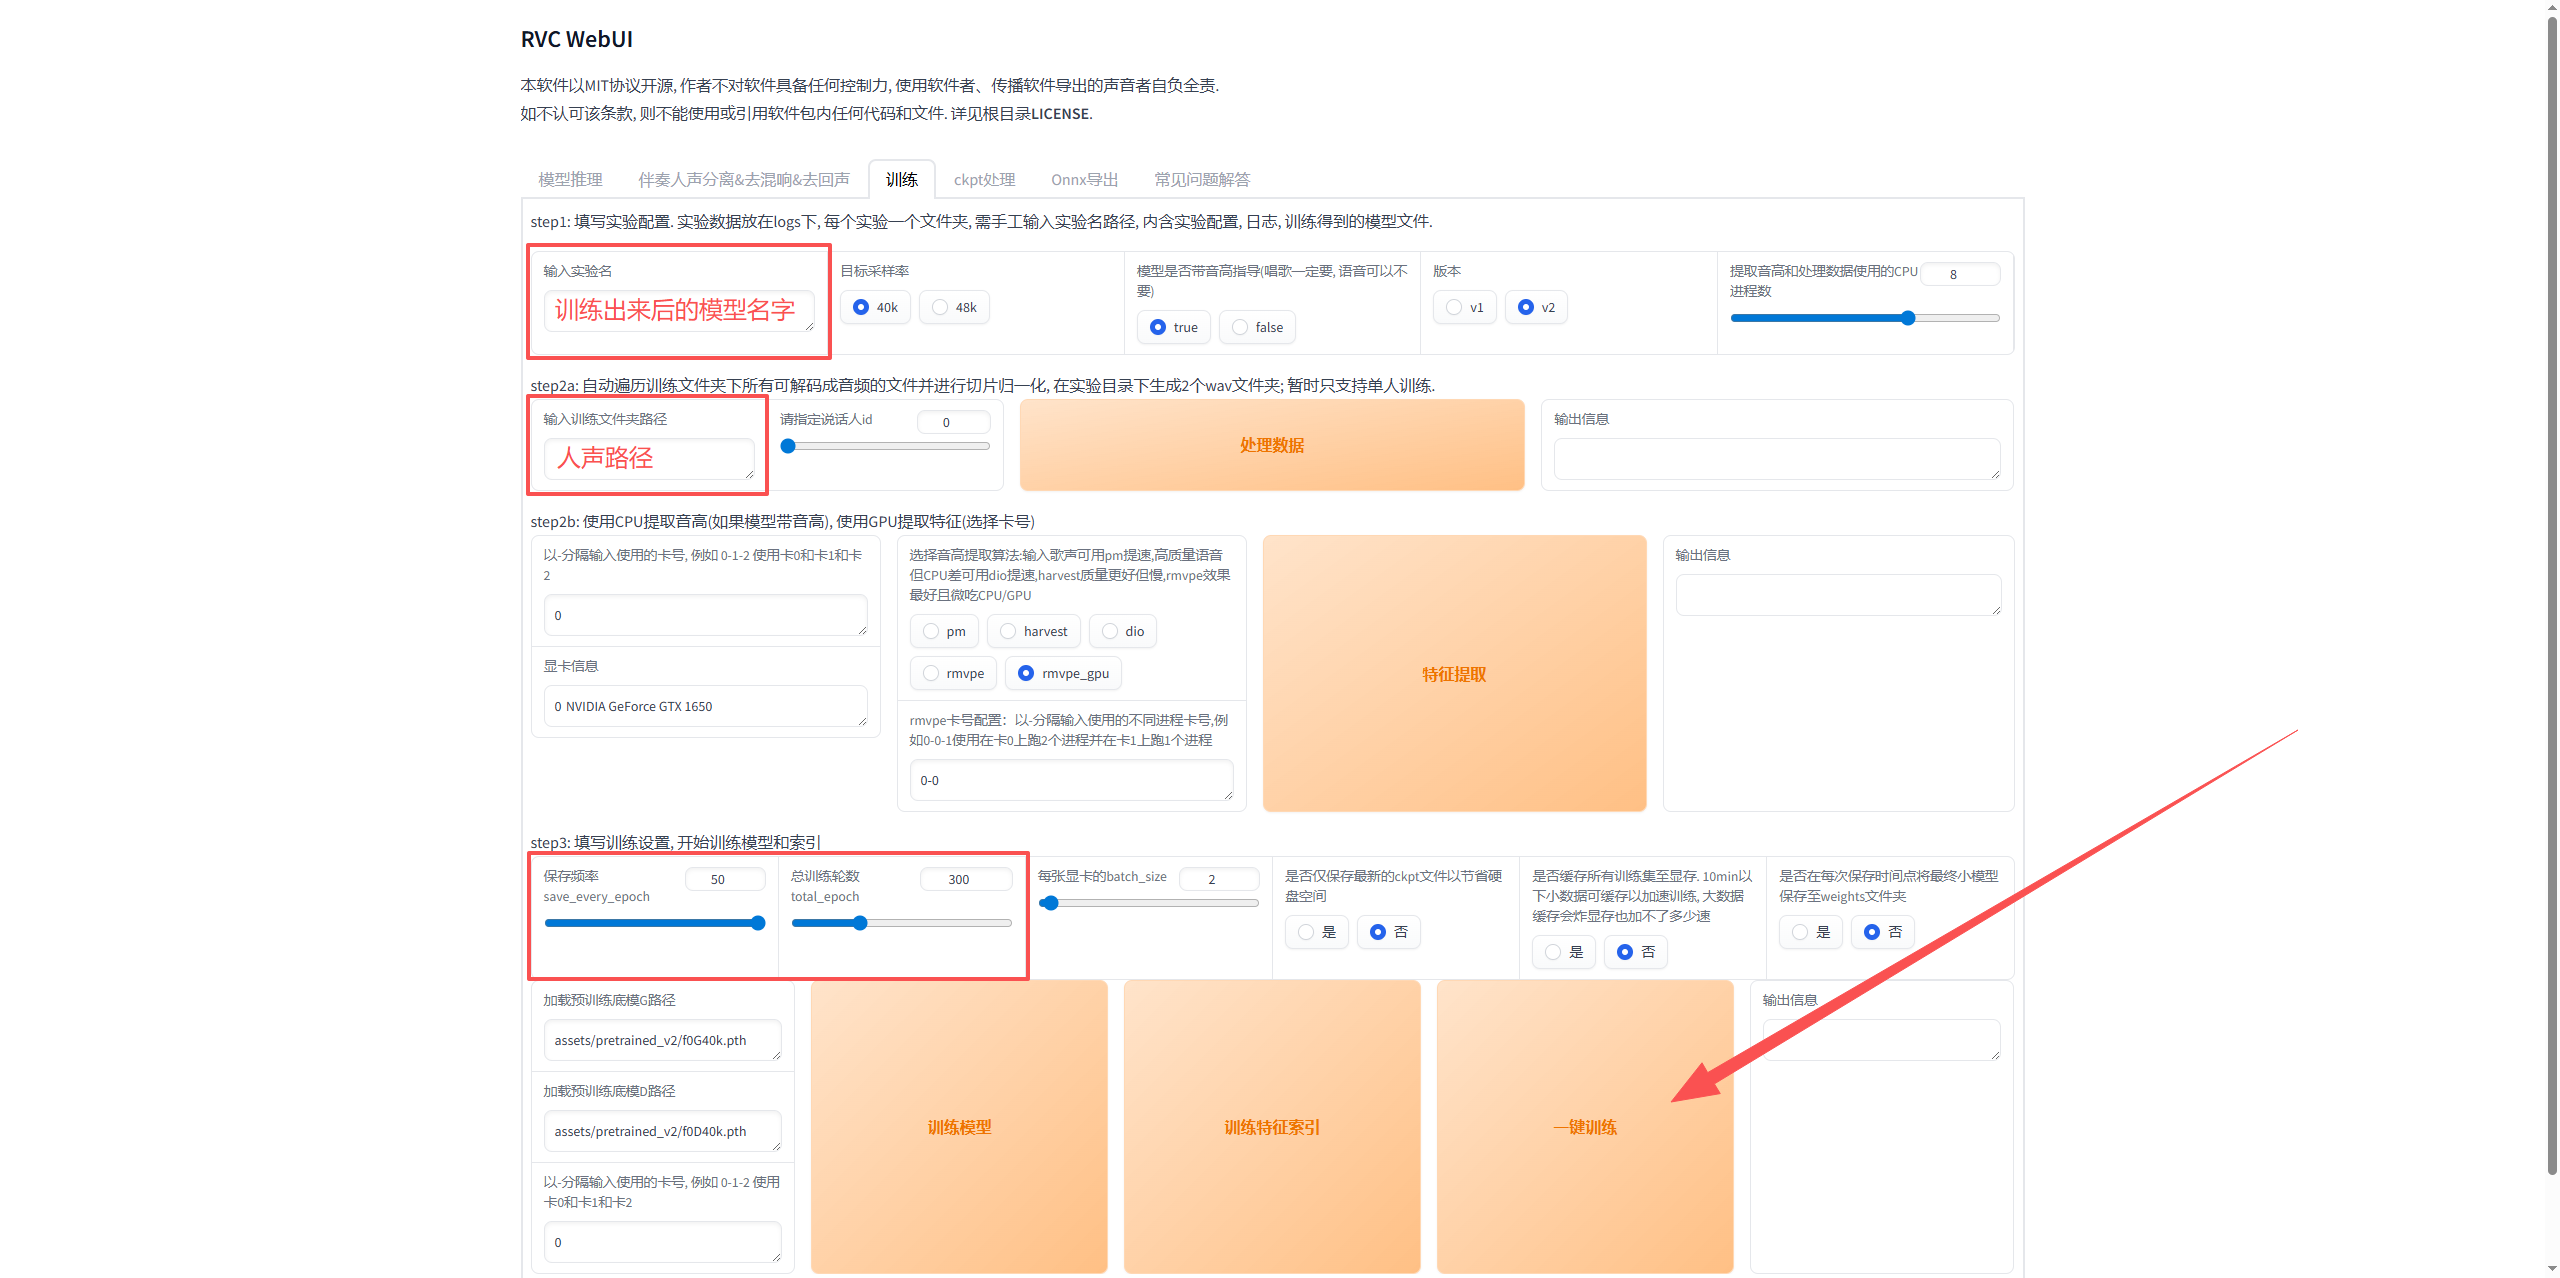 RVC WebUI
本软件以MIT协议开源, 作者不对软件具备任何控制力, 使用软件者、传播软件导出的声音者自负全责.
如不认可该条款, 则不能使用或引用软件包内任何代码和文件. 详见根目录LICENSE.
模型推理 伴奏人声分离&去混响&去回声 训练 ckpt处理 Onnx导出 常见问题解答
step1: 填写实验配置. 实验数据放在logs下, 每个实验一个文件夹, 需手工输入实验名路径, 内含实验配置, 日志, 训练得到的模型文件.
输入实验名
训练出来后的模型名字
目标采样率
40k 48k
模型是否带音高指导(唱歌一定要, 语音可以不
要)
true false
版本
v1 v2
提取音高和处理数据使用的CPU
进程数
8
step2a: 自动遍历训练文件夹下所有可解码成音频的文件并进行切片归一化, 在实验目录下生成2个wav文件夹; 暂时只支持单人训练.
输入训练文件夹路径
人声路径
请指定说话人id
0
处理数据
输出信息
step2b: 使用CPU提取音高(如果模型带音高), 使用GPU提取特征(选择卡号)
以-分隔输入使用的卡号, 例如 0-1-2 使用卡0和卡1和卡
2
0
显卡信息
0 NVIDIA GeForce GTX 1650
选择音高提取算法:输入歌声可用pm提速,高质量语音
但CPU差可用dio提速,harvest质量更好但慢,rmvpe效果
最好且微吃CPU/GPU
pm harvest dio
rmvpe rmvpe_gpu
rmvpe卡号配置：以-分隔输入使用的不同进程卡号,例
如0-0-1使用在卡0上跑2个进程并在卡1上跑1个进程
0-0
特征提取
输出信息
step3: 填写训练设置, 开始训练模型和索引
保存频率
save_every_epoch
50
总训练轮数
total_epoch
300
每张显卡的batch_size
2
是否仅保存最新的ckpt文件以节省硬
盘空间
是 否
是否缓存所有训练集至显存. 10min以
下小数据可缓存以加速训练, 大数据
缓存会炸显存也加不了多少速
是 否
是否在每次保存时间点将最终小模型
保存至weights文件夹
是 否
加载预训练底模G路径
assets/pretrained_v2/f0G40k.pth
加载预训练底模D路径
assets/pretrained_v2/f0D40k.pth
以-分隔输入使用的卡号, 例如 0-1-2 使用
卡0和卡1和卡2
0
训练模型
训练特征索引
一键训练
输出信息